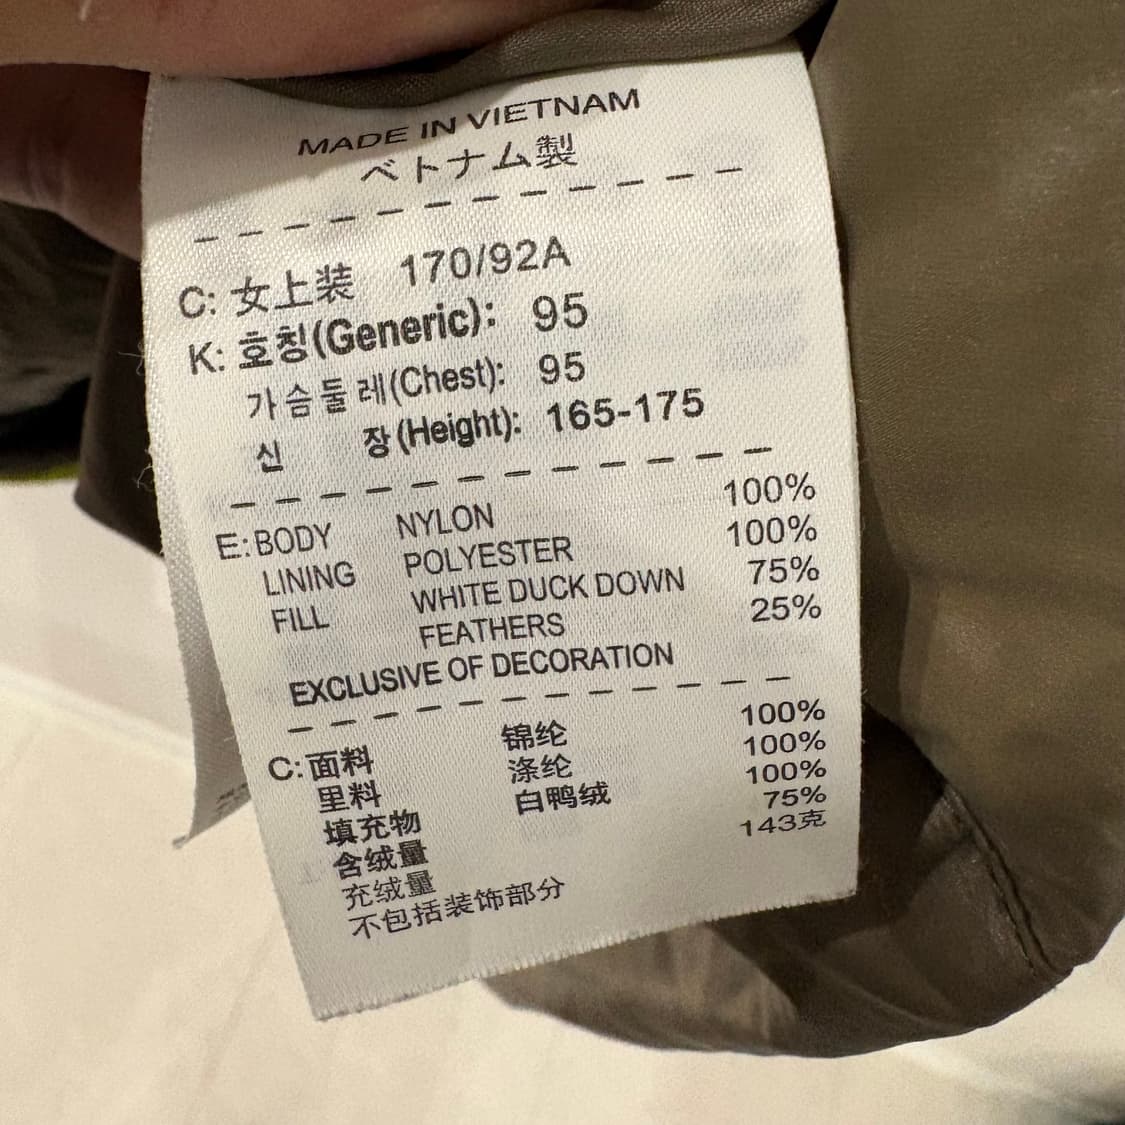 MADE IN VIETNAM
ベトナム製
C: 女上装 170/92A
K: 호칭(Generic): 95
가슴둘레(Chest): 95
신 장(Height): 165-175
E: BODY NYLON 100%
LINING POLYESTER 100%
FILL WHITE DUCK DOWN 75%
FEATHERS 25%
EXCLUSIVE OF DECORATION
C: 面料 锦纶 100%
里料 涤纶 100%
填充物 白鸭绒 100%
含绒量 75%
充绒量 143克
不包括装饰部分